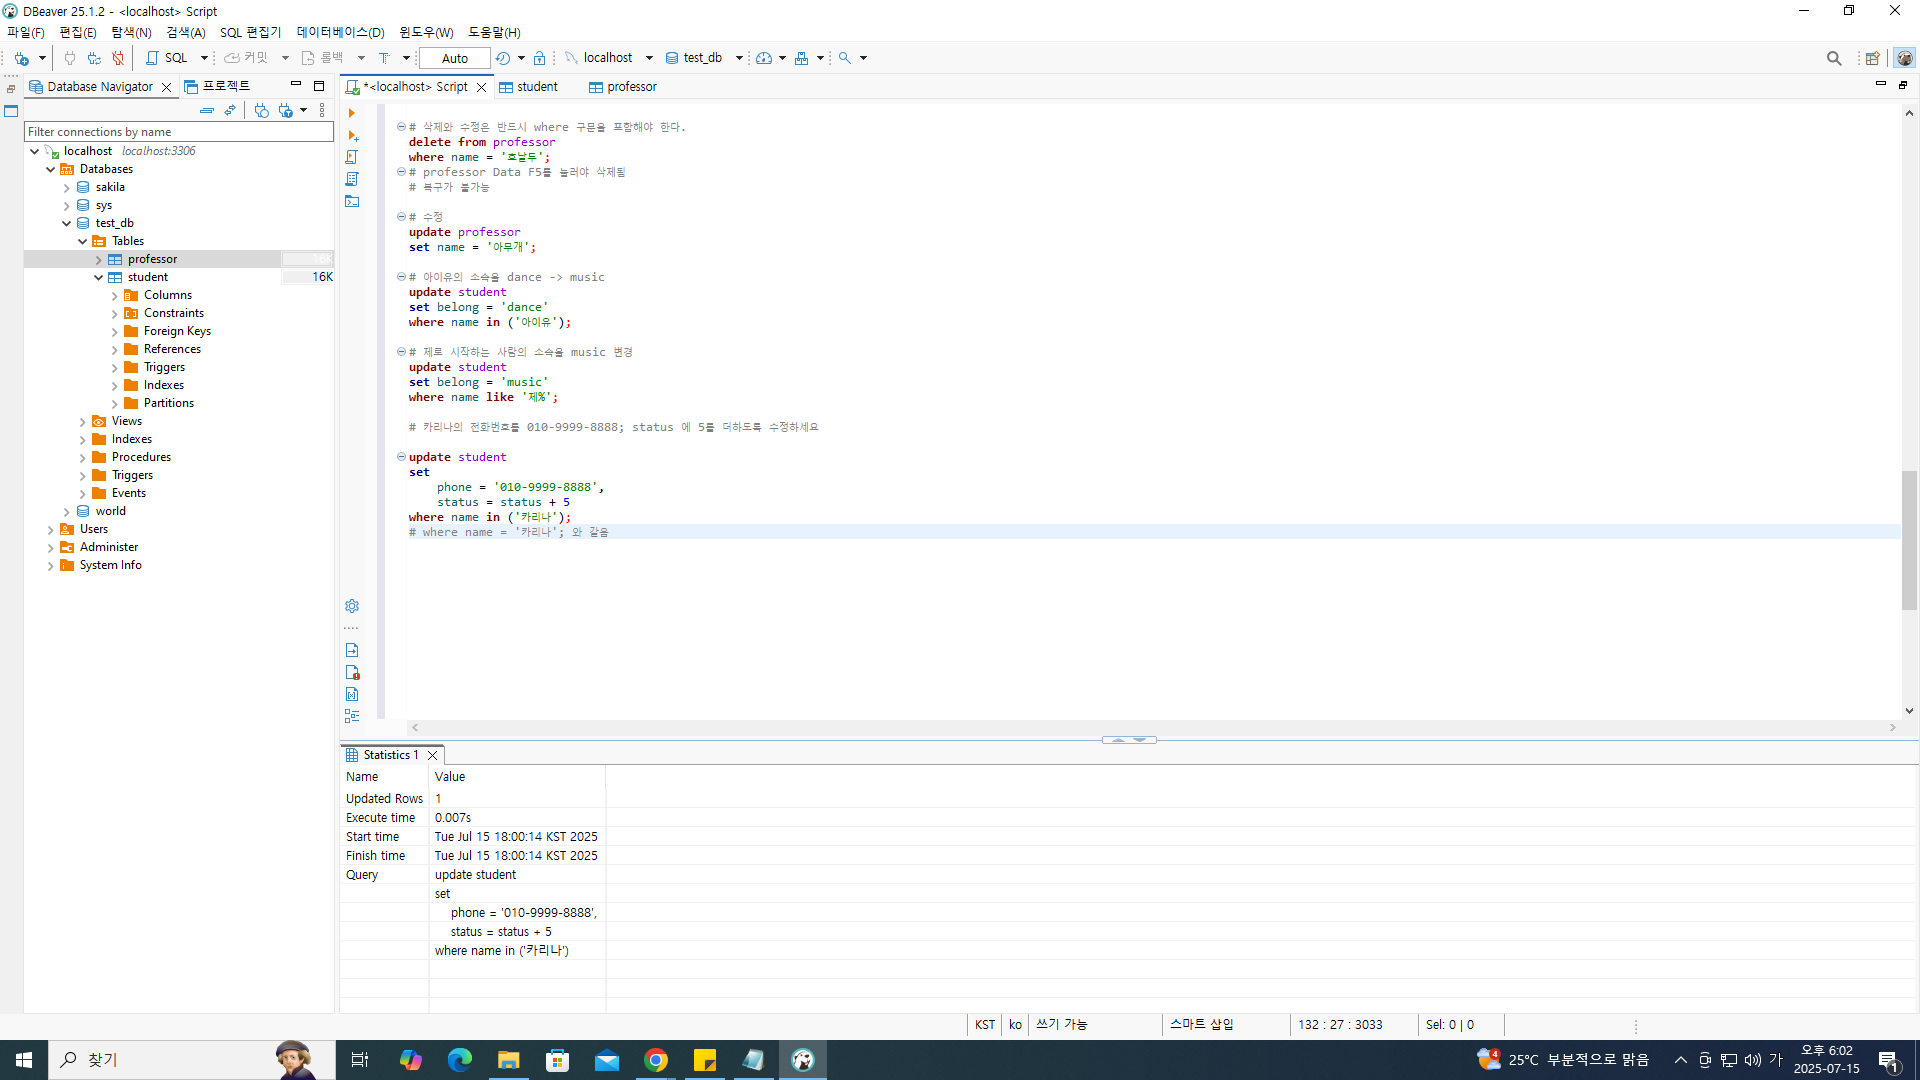 DBeaver 25.1.2 - <localhost> Script
파일(F) 편집(E) 탐색(N) 검색(A) SQL 편집기 데이터베이스(D) 윈도우(W) 도움말(H)
SQL 커밋 롤백 T Auto localhost test_db
Database Navigator 프로젝트
*<localhost> Script student professor
Filter connections by name
localhost localhost:3306
Databases
sakila
sys
test_db
Tables
professor
student 16K
Columns
Constraints
Foreign Keys
References
Triggers
Indexes
Partitions
Views
Indexes
Procedures
Triggers
Events
world
Users
Administer
System Info
# 삭제와 수정은 반드시 where 구문을 포함해야 한다.
delete from professor
where name = '호날두';
# professor Data F5를 눌러야 삭제됨
# 복구가 불가능
# 수정
update professor
set name = '아무개';
# 아이유의 소속을 dance -> music
update student
set belong = 'dance'
where name in ('아이유');
# 제로 시작하는 사람의 소속을 music 변경
update student
set belong = 'music'
where name like '제%';
# 카리나의 전화번호를 010-9999-8888; status 에 5를 더하도록 수정하세요
update student
set
phone = '010-9999-8888',
status = status + 5
where name in ('카리나');
# where name = '카리나'; 와 같음
Statistics 1
Name Value
Updated Rows 1
Execute time 0.007s
Start time Tue Jul 15 18:00:14 KST 2025
Finish time Tue Jul 15 18:00:14 KST 2025
Query update student
set
phone = '010-9999-8888',
status = status + 5
where name in ('카리나')
KST ko 쓰기 가능 스마트 삽입 132 : 27 : 3033 Sel: 0 | 0
찾기
4 25°C 부분적으로 맑음 가 오후 6:02
2025-07-15 1